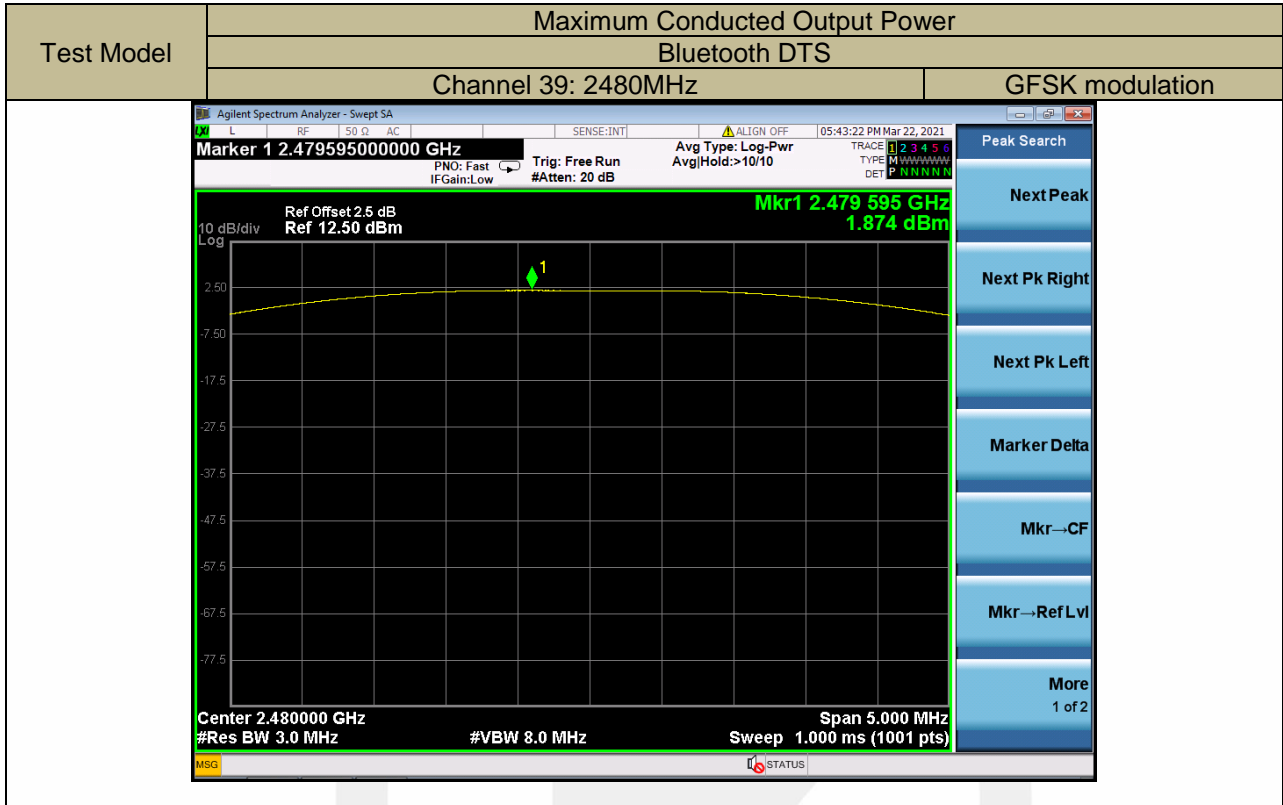 Test Model
Maximum Conducted Output Power
Bluetooth DTS
Channel 39: 2480MHz
GFSK modulation
Agilent Spectrum Analyzer - Swept SA
LXI L RF 50 Ω AC SENSE:INT ALIGN OFF 05:43:22 PM Mar 22, 2021
Marker 1 2.479595000000 GHz
PNO: Fast
IFGain:Low
Trig: Free Run
#Atten: 20 dB
Avg Type: Log-Pwr
Avg|Hold:>10/10
TRACE 1 2 3 4 5 6
TYPE M WWWWW
DET P N N N N N
Peak Search
Next Peak
Next Pk Right
Next Pk Left
Marker Delta
Mkr→CF
Mkr→Ref Lvl
More
1 of 2
Mkr1 2.479 595 GHz
1.874 dBm
Ref Offset 2.5 dB
10 dB/div Ref 12.50 dBm
Log
1
2.50
-7.50
-17.5
-27.5
-37.5
-47.5
-57.5
-67.5
-77.5
Center 2.480000 GHz Span 5.000 MHz
#Res BW 3.0 MHz #VBW 8.0 MHz Sweep 1.000 ms (1001 pts)
MSG STATUS